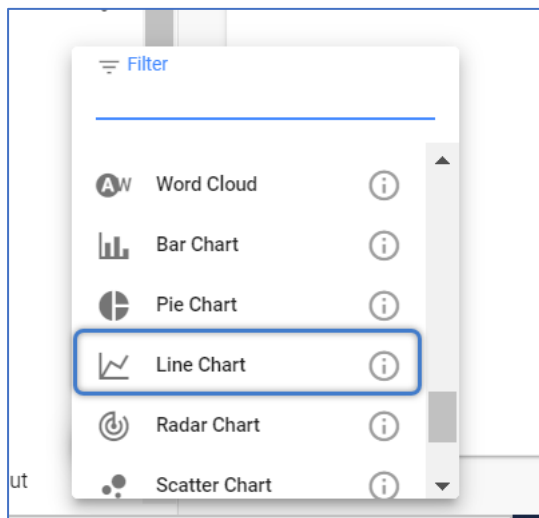 Filter
Word Cloud
Bar Chart
Pie Chart
Line Chart
Radar Chart
Scatter Chart
ut